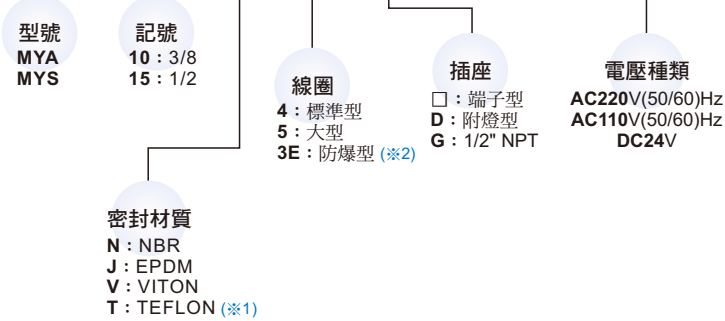 型號
MYA
MYS
記號
10：3/8
15：1/2
線圈
4：標準型
5：大型
3E：防爆型 (※2)
插座
□：端子型
D：附燈型
G：1/2" NPT
電壓種類
AC220V(50/60)Hz
AC110V(50/60)Hz
DC24V
密封材質
N：NBR
J：EPDM
V：VITON
T：TEFLON (※1)